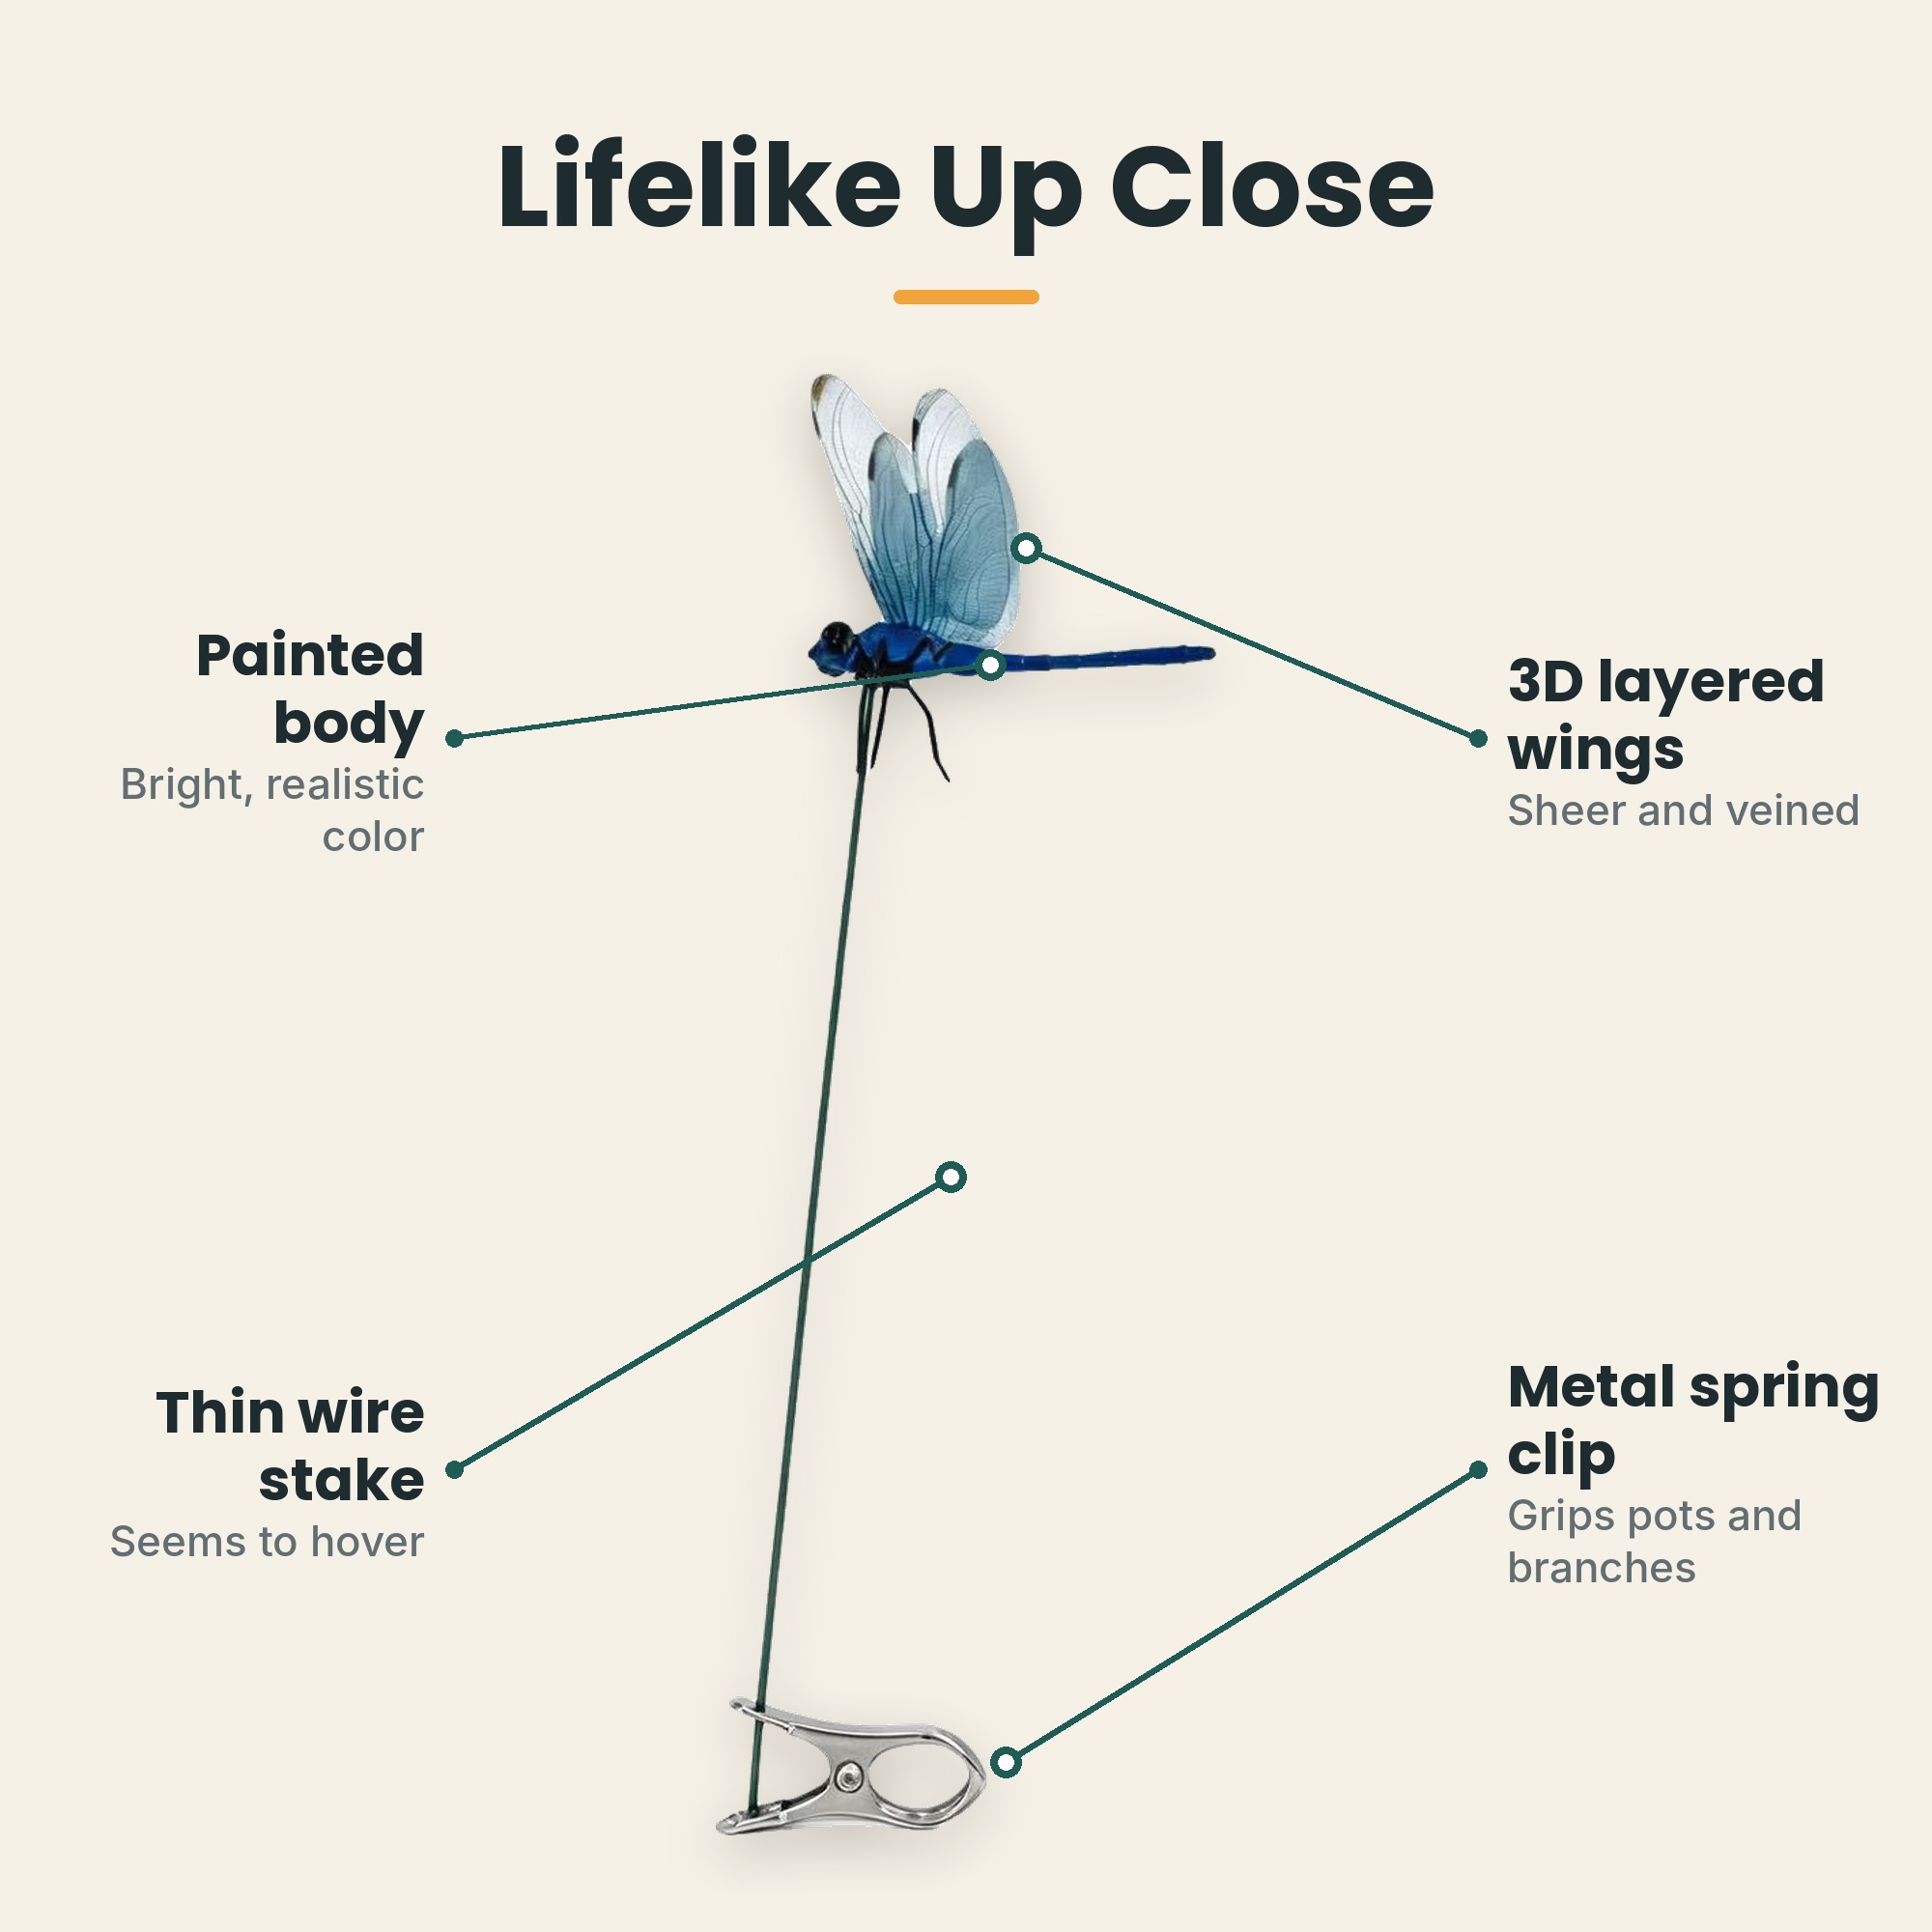 Lifelike Up Close
Painted
body
Bright, realistic
color
3D layered
wings
Sheer and veined
Thin wire
stake
Seems to hover
Metal spring
clip
Grips pots and
branches